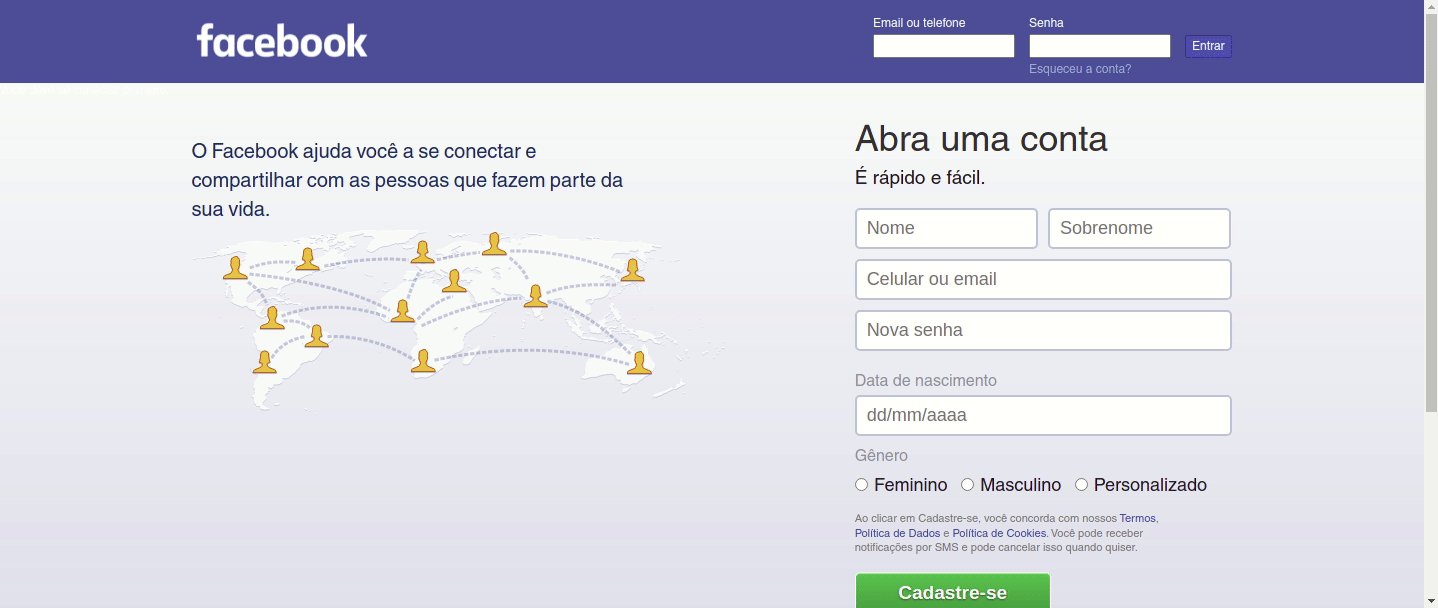 facebook
Email ou telefone
Senha
Entrar
Esqueceu a conta?
O Facebook ajuda você a se conectar e
compartilhar com as pessoas que fazem parte da
sua vida.
Abra uma conta
É rápido e fácil.
Nome
Sobrenome
Celular ou email
Nova senha
Data de nascimento
dd/mm/aaaa
Gênero
Feminino
Masculino
Personalizado
Ao clicar em Cadastre-se, você concorda com nossos Termos,
Política de Dados e Política de Cookies. Você pode receber
notificações por SMS e pode cancelar isso quando quiser.
Cadastre-se